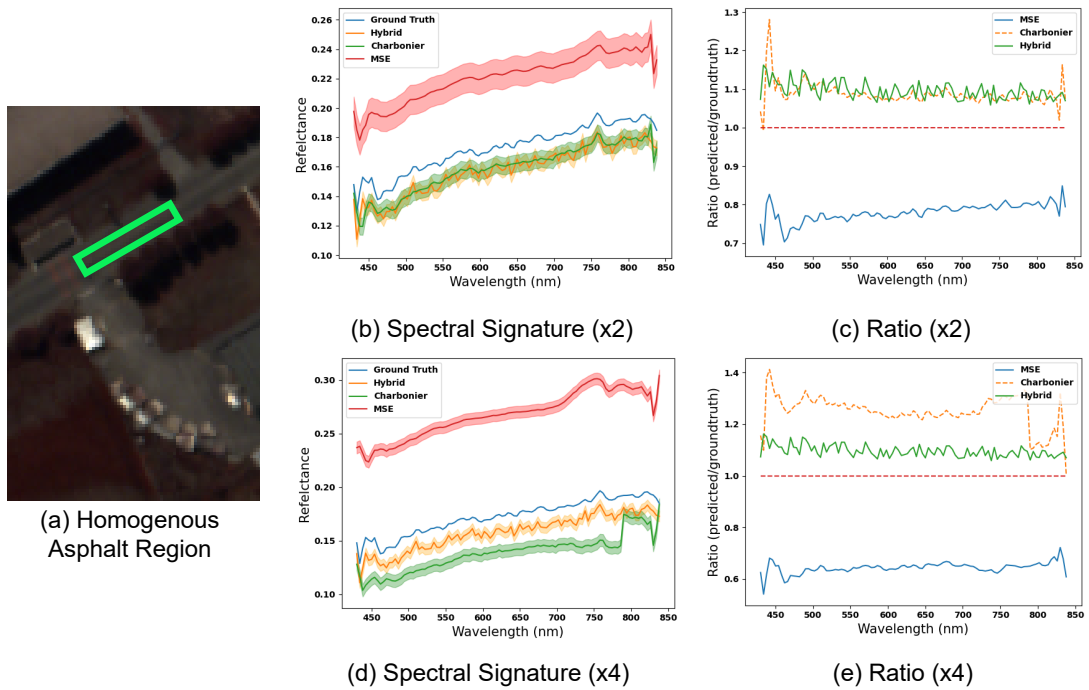 0.26
0.24
0.22
0.20
0.18
0.16
0.14
0.12
0.10
Refelctance
Ground Truth
Hybrid
Charbonier
MSE
450 500 550 600 650 700 750 800 850
Wavelength (nm)
(b) Spectral Signature (x2)
1.3
1.2
1.1
1.0
0.9
0.8
0.7
Ratio (predicted/groundtruth)
MSE
Charbonier
Hybrid
450 500 550 600 650 700 750 800 850
Wavelength (nm)
(c) Ratio (x2)
(a) Homogenous
Asphalt Region
0.30
0.25
0.20
0.15
0.10
Refelctance
Ground Truth
Hybrid
Charbonier
MSE
450 500 550 600 650 700 750 800 850
Wavelength (nm)
(d) Spectral Signature (x4)
1.4
1.2
1.0
0.8
0.6
Ratio (predicted/groundtruth)
MSE
Charbonier
Hybrid
450 500 550 600 650 700 750 800 850
Wavelength (nm)
(e) Ratio (x4)